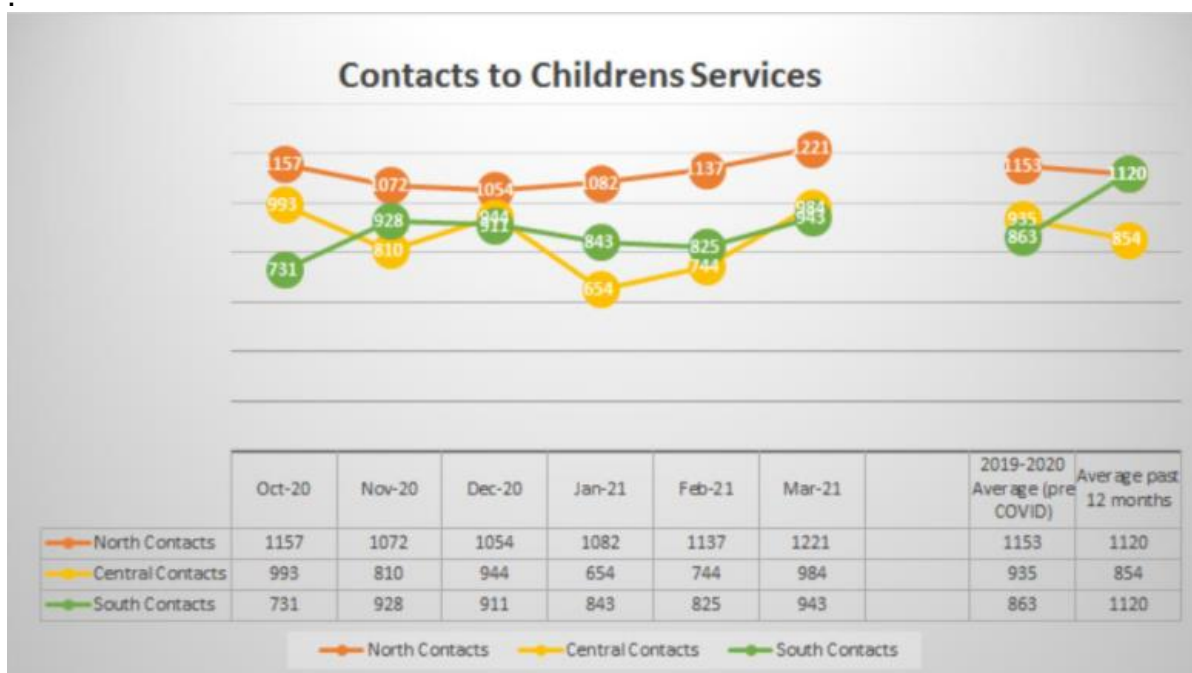 .
Contacts to Childrens Services
1157 1072 1054 1082 1137 1221 1153 1120
993 810 944 654 744 984 935 854
731 928 911 843 825 943 863
Oct-20 Nov-20 Dec-20 Jan-21 Feb-21 Mar-21 2019-2020 Average (pre COVID) Average past 12 months
North Contacts 1157 1072 1054 1082 1137 1221 1153 1120
Central Contacts 993 810 944 654 744 984 935 854
South Contacts 731 928 911 843 825 943 863 1120
North Contacts Central Contacts South Contacts